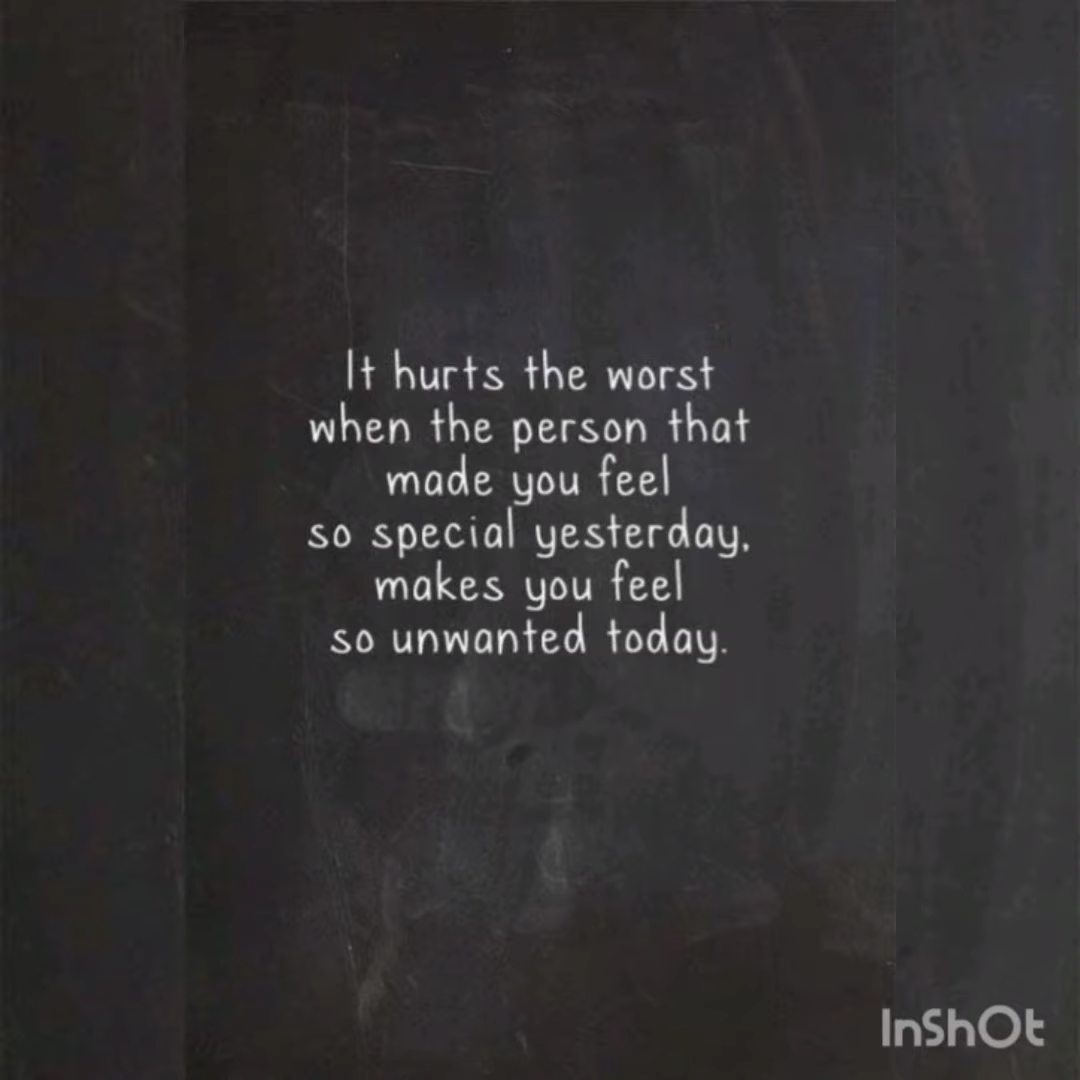 It hurts the worst
when the person that
made you feel
so special yesterday,
makes you feel
so unwanted today.
InShOt